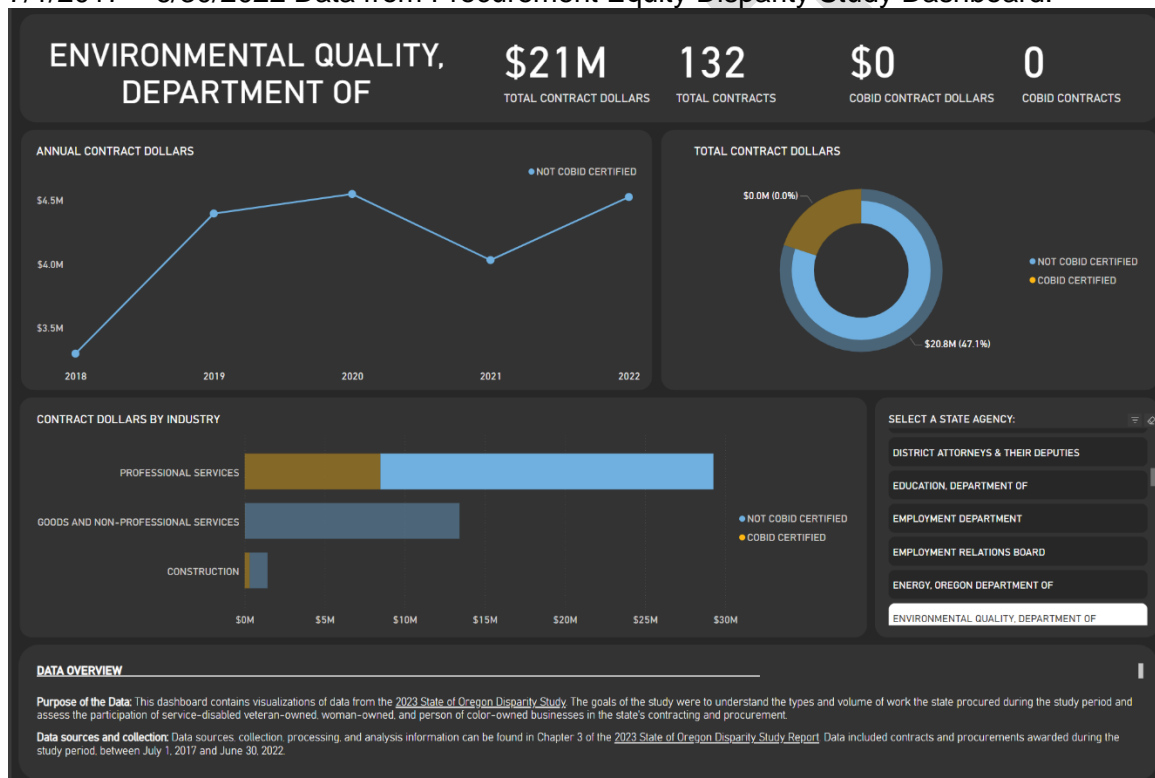 ENVIRONMENTAL QUALITY,
DEPARTMENT OF
$21M
TOTAL CONTRACT DOLLARS
132
TOTAL CONTRACTS
$0
COBID CONTRACT DOLLARS
0
COBID CONTRACTS
ANNUAL CONTRACT DOLLARS
NOT COBID CERTIFIED
$4.5M
$4.0M
$3.5M
2018 2019 2020 2021 2022
TOTAL CONTRACT DOLLARS
$0.0M (0.0%)
NOT COBID CERTIFIED
COBID CERTIFIED
$20.8M (47.1%)
CONTRACT DOLLARS BY INDUSTRY
PROFESSIONAL SERVICES
GOODS AND NON-PROFESSIONAL SERVICES
CONSTRUCTION
$0M $5M $10M $15M $20M $25M $30M
NOT COBID CERTIFIED
COBID CERTIFIED
SELECT A STATE AGENCY:
DISTRICT ATTORNEYS & THEIR DEPUTIES
EDUCATION, DEPARTMENT OF
EMPLOYMENT DEPARTMENT
EMPLOYMENT RELATIONS BOARD
ENERGY, OREGON DEPARTMENT OF
ENVIRONMENTAL QUALITY, DEPARTMENT OF
DATA OVERVIEW
Purpose of the Data: This dashboard contains visualizations of data from the 2023 State of Oregon Disparity Study. The goals of the study were to understand the types and volume of work the state procured during the study period and
assess the participation of service-disabled veteran-owned, woman-owned, and person of color-owned businesses in the state's contracting and procurement.
Data sources and collection: Data sources, collection, processing, and analysis information can be found in Chapter 3 of the 2023 State of Oregon Disparity Study Report. Data included contracts and procurements awarded during the
study period, between July 1, 2017 and June 30, 2022.